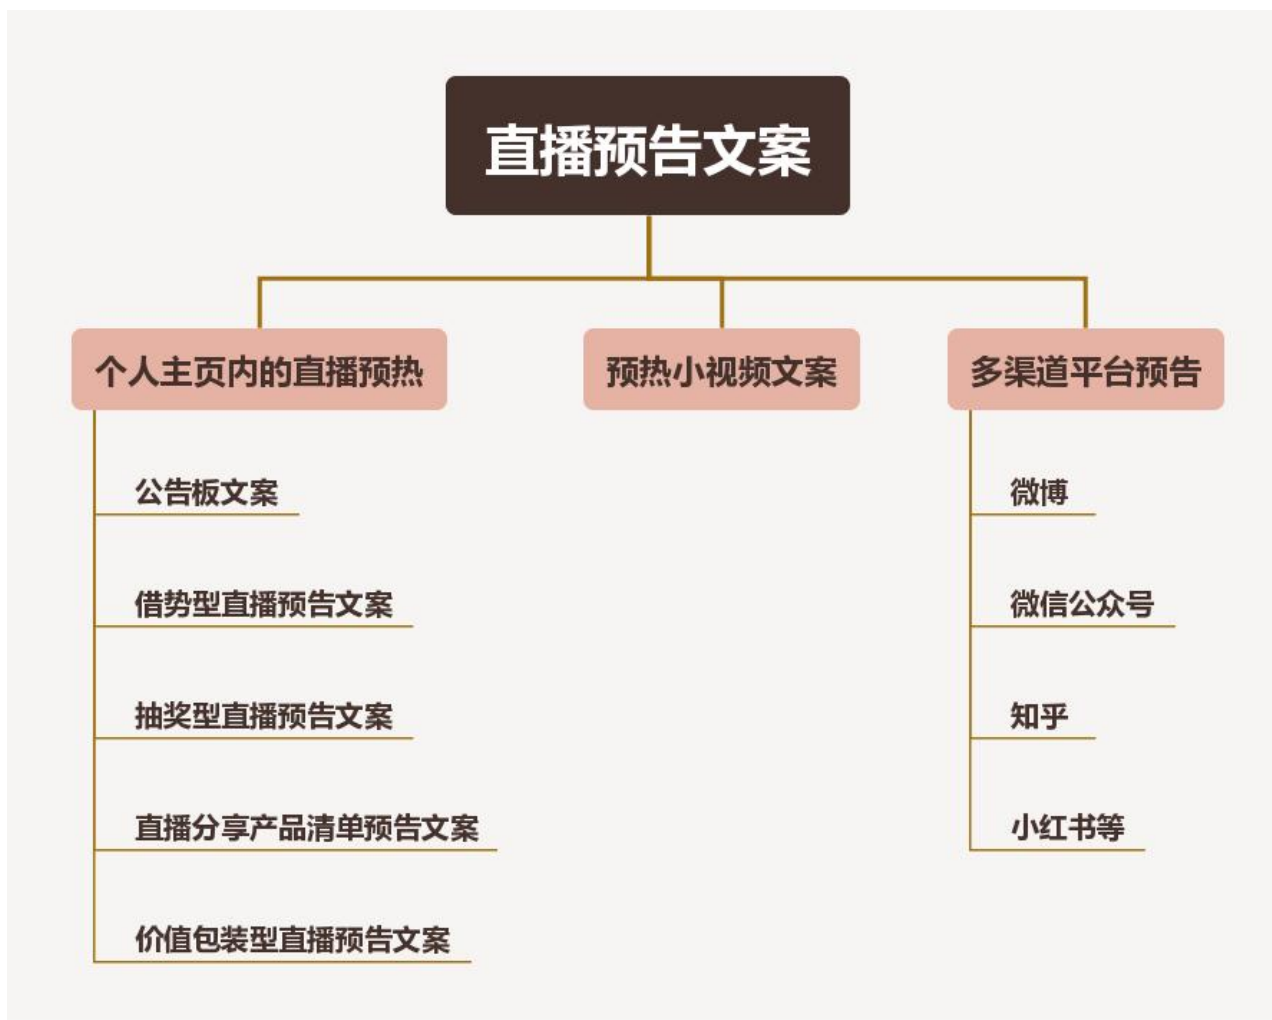 直播预告文案
个人主页内的直播预热
预热小视频文案
多渠道平台预告
公告板文案
借势型直播预告文案
抽奖型直播预告文案
直播分享产品清单预告文案
价值包装型直播预告文案
微博
微信公众号
知乎
小红书等